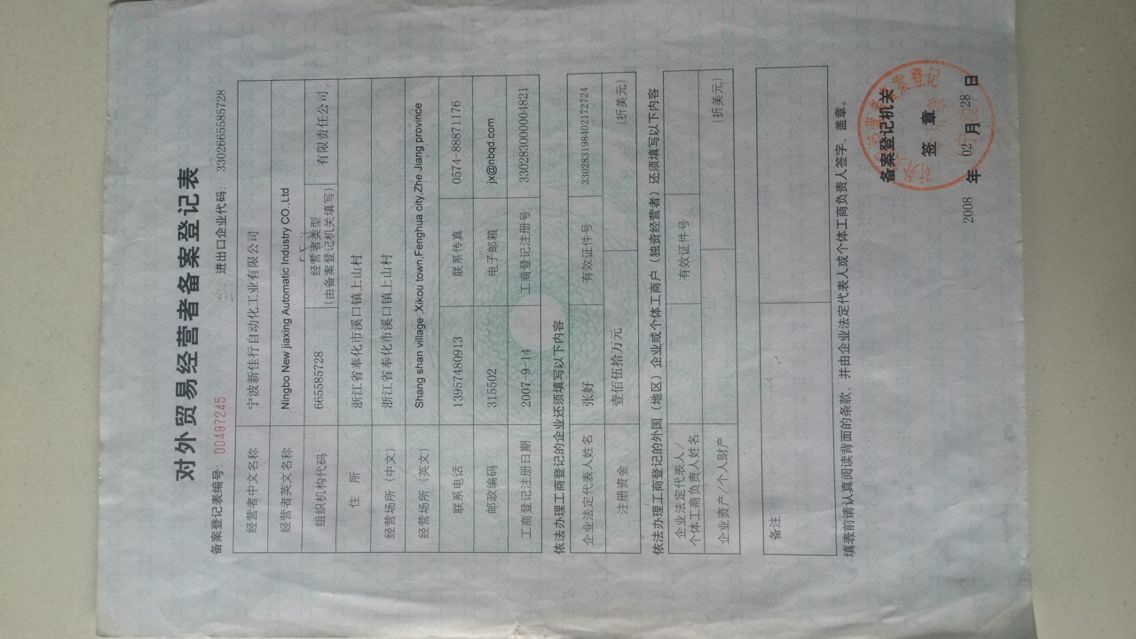 对外贸易经营者备案登记表
备案登记表编号: 00497245 进出口企业代码 3302665585728
经营者中文名称 宁波新佳行自动化工业有限公司
经营者英文名称 Ningbo New jiaxing Automatic Industry CO.,Ltd
组织机构代码 665585728 经营者类型 (由备案登记机关填写) 有限责任公司
住 所 浙江省奉化市溪口镇上山村
经营场所（中文） 浙江省奉化市溪口镇上山村
经营场所（英文） Shang shan village ,Xikou town,Fenghua city,Zhe Jiang province
联系电话 13957480913 联系传真 0574-88871176
邮政编码 315502 电子邮箱 jx@nbqd.com
工商登记注册日期 2007-9-14 工商登记注册号 330283000004821
依法办理工商登记的企业还须填写以下内容
企业法定代表人姓名 张好 有效证件号 330283198402172724
注册资金 壹佰伍拾万元 (折美元)
依法办理工商登记的外国（地区）企业或个体工商户（独资经营者）还须填写以下内容
企业法定代表人/
个体工商负责人姓名 有效证件号
企业资产/个人财产 (折美元)
备注
填表前请认真阅读背面的条款，并由企业法定代表人或个体工商负责人签字、盖章。
备案登记机关
签 章
2008 年 02 月 28 日